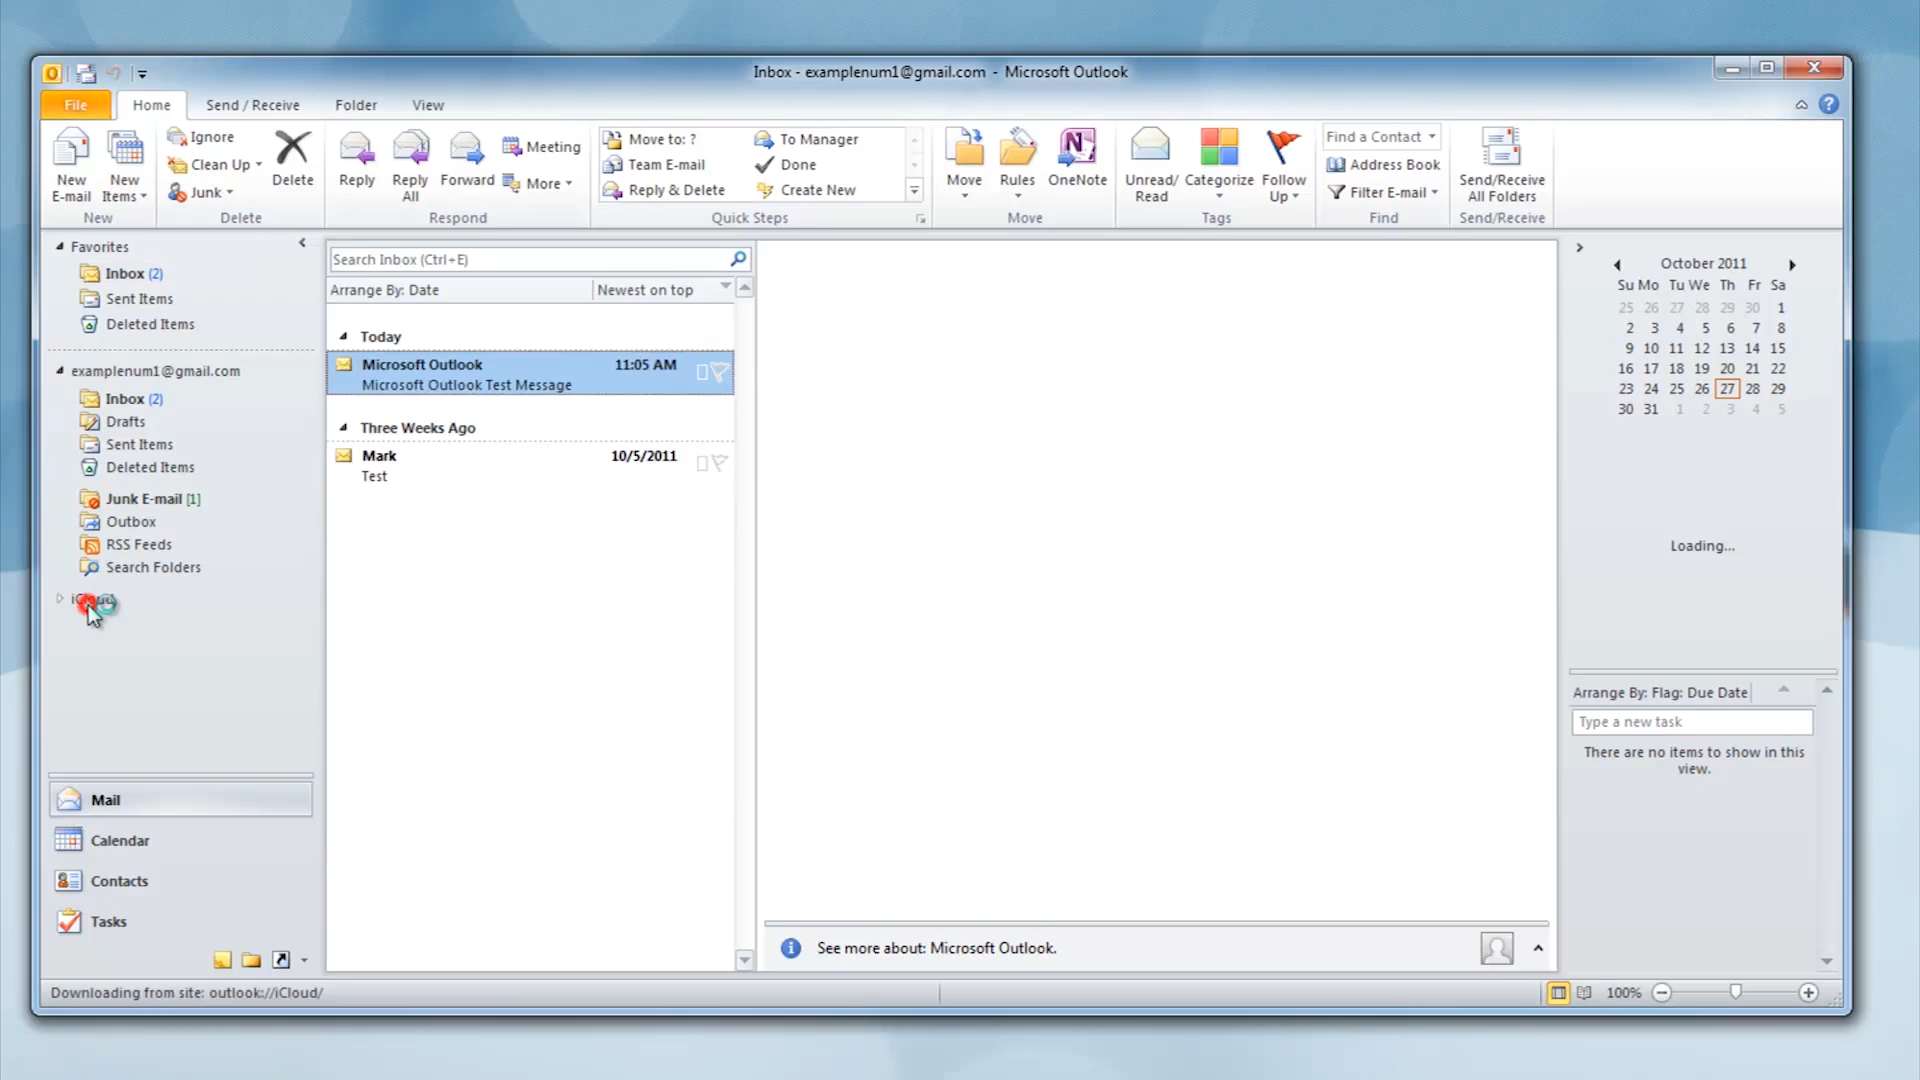 Inbox - examplenum1@gmail.com - Microsoft Outlook
File Home Send / Receive Folder View
New E-mail
New Items
New
Ignore
Clean Up
Junk
Delete
Delete
Reply
Reply All
Forward
Meeting
More
Respond
Move to: ?
Team E-mail
Reply & Delete
To Manager
Done
Create New
Quick Steps
Move
Rules
OneNote
Move
Unread/ Read
Categorize
Follow Up
Tags
Find a Contact
Address Book
Filter E-mail
Find
Send/Receive All Folders
Send/Receive
Favorites
Inbox (2)
Sent Items
Deleted Items
examplenum1@gmail.com
Inbox (2)
Drafts
Sent Items
Deleted Items
Junk E-mail [1]
Outbox
RSS Feeds
Search Folders
iCloud
Mail
Calendar
Contacts
Tasks
Search Inbox (Ctrl+E)
Arrange By: Date Newest on top
Today
Microsoft Outlook 11:05 AM
Microsoft Outlook Test Message
Three Weeks Ago
Mark 10/5/2011
Test
See more about: Microsoft Outlook.
October 2011
Su Mo Tu We Th Fr Sa
25 26 27 28 29 30 1
2 3 4 5 6 7 8
9 10 11 12 13 14 15
16 17 18 19 20 21 22
23 24 25 26 27 28 29
30 31 1 2 3 4 5
Loading...
Arrange By: Flag: Due Date
Type a new task
There are no items to show in this
view.
Downloading from site: outlook://iCloud/
100%